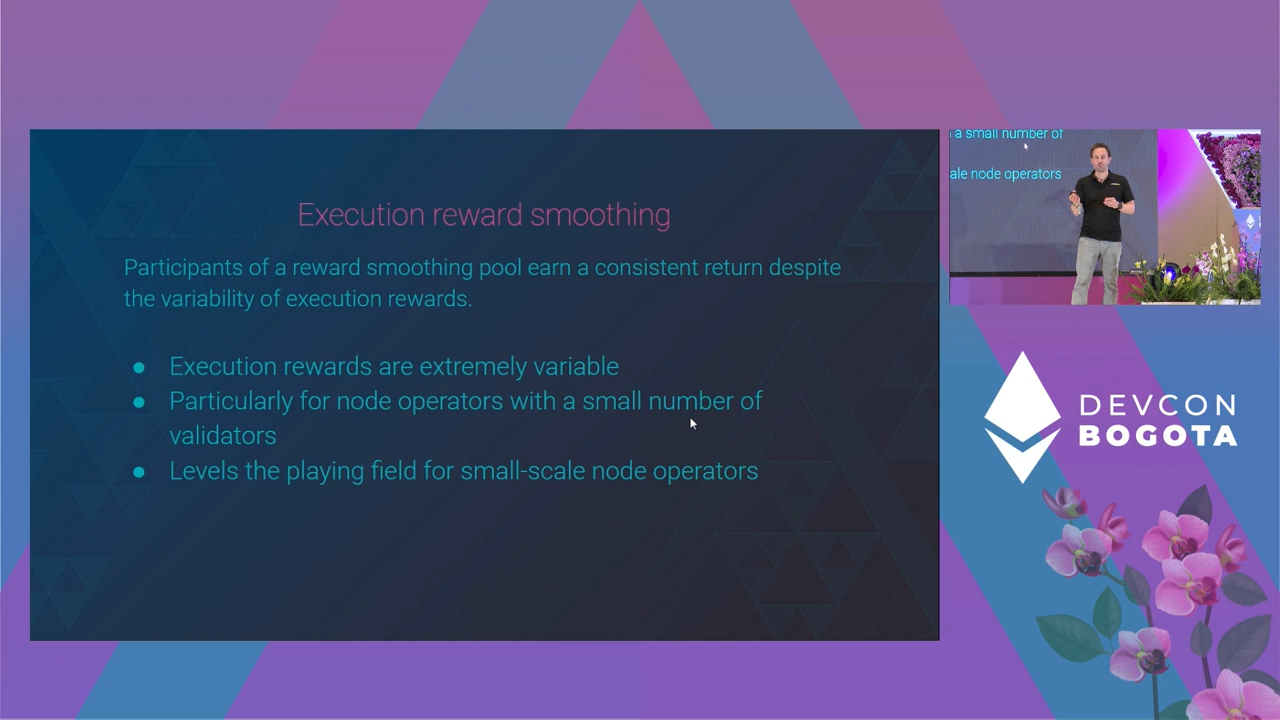 Execution reward smoothing
Participants of a reward smoothing pool earn a consistent return despite
the variability of execution rewards.
● Execution rewards are extremely variable
● Particularly for node operators with a small number of
validators
● Levels the playing field for small-scale node operators
a small number of
ale node operators
DEVCON
BOGOTA